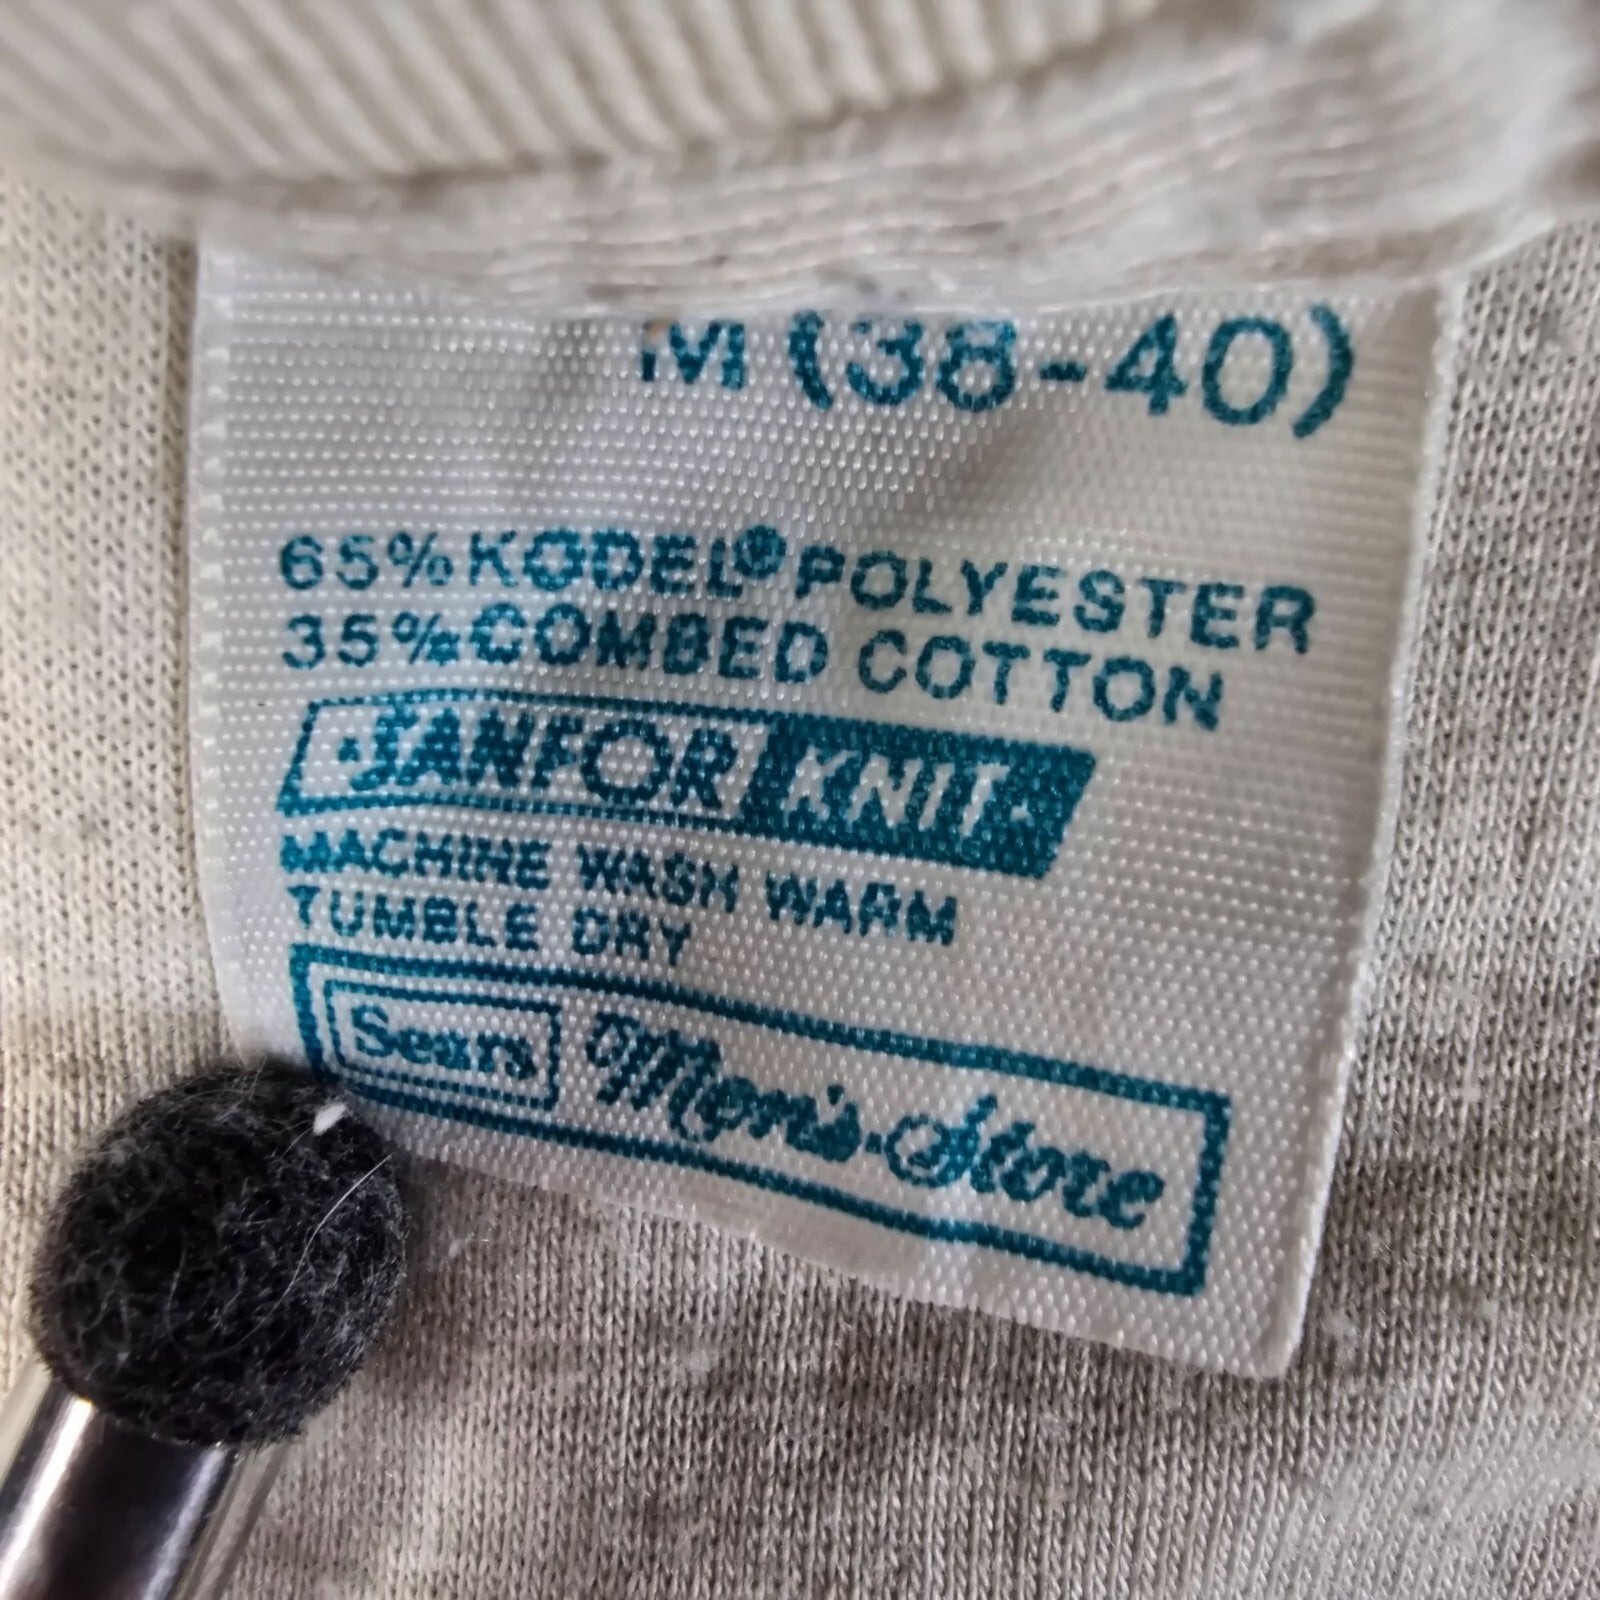 M (38-40)
65% KODEL® POLYESTER
35% COMBED COTTON
·SANFOR KNIT·
MACHINE WASH WARM
TUMBLE DRY
Sears Men's Store